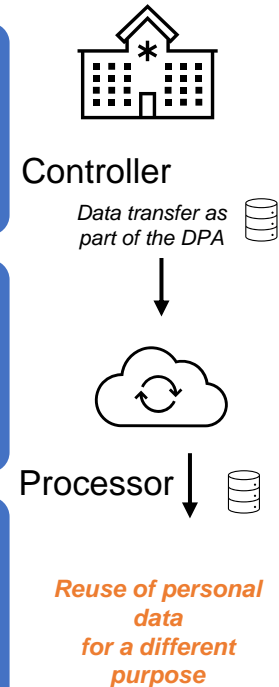 Controller
Data transfer as
part of the DPA
Processor
Reuse of personal
data
for a different
purpose